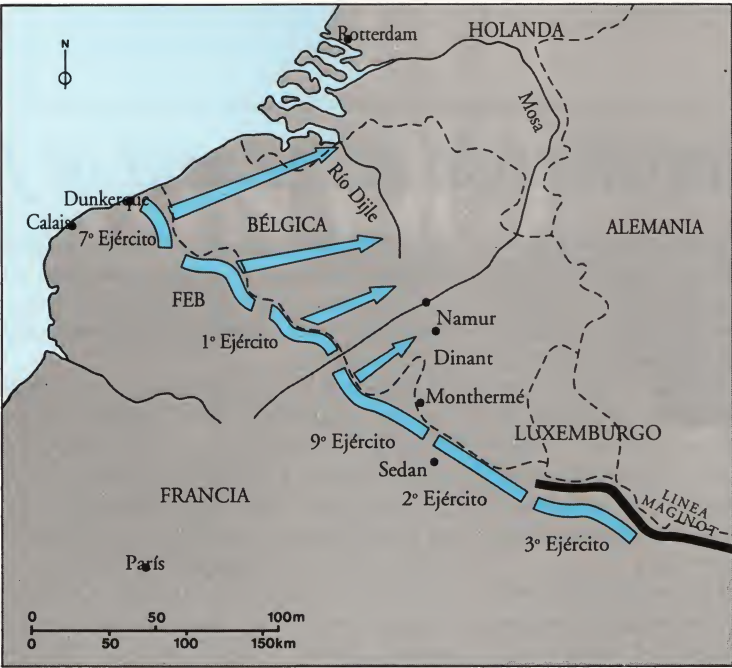 Rotterdam
HOLANDA
N
Mosa
Dunkerque
Río Dijle
Calais
7º Ejército
BÉLGICA
ALEMANIA
FEB
Namur
1º Ejército
Dinant
Monthermé
9º Ejército
LUXEMBURGO
Sedan
2º Ejército
FRANCIA
LINEA
MAGINOT
3º Ejército
París
0 50 100m
0 50 100 150km